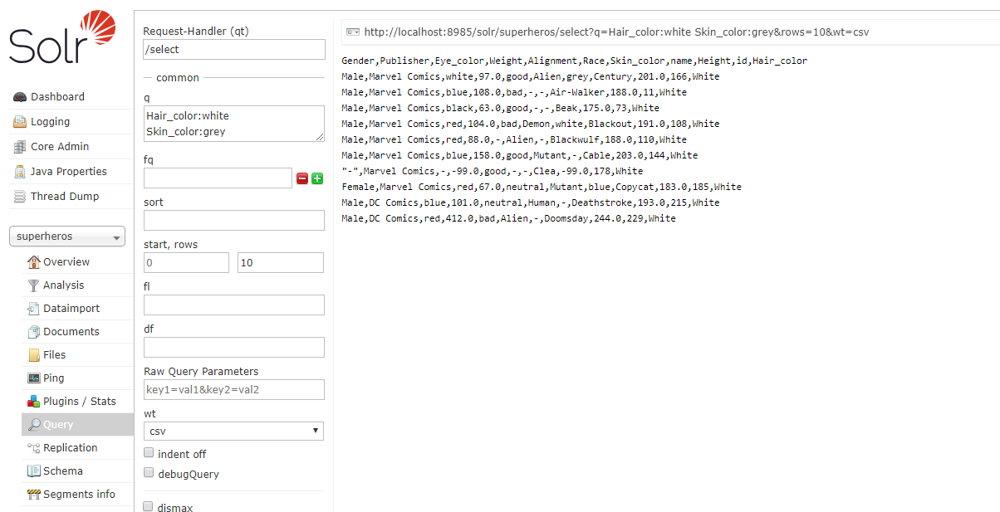 Solr
Dashboard
Logging
Core Admin
Java Properties
Thread Dump
superheros
Overview
Analysis
Dataimport
Documents
Files
Ping
Plugins / Stats
Query
Replication
Schema
Segments info
Request-Handler (qt)
/select
common
q
Hair_color:white
Skin_color:grey
fq
sort
start, rows
0 10
fl
df
Raw Query Parameters
key1=val1&key2=val2
wt
csv
indent off
debugQuery
dismax
http://localhost:8985/solr/superheros/select?q=Hair_color:white Skin_color:grey&rows=10&wt=csv
Gender,Publisher,Eye_color,Weight,Alignment,Race,Skin_color,name,Height,id,Hair_color
Male,Marvel Comics,white,97.0,good,Alien,grey,Century,201.0,166,White
Male,Marvel Comics,blue,108.0,bad,-,-,Air-Walker,188.0,11,White
Male,Marvel Comics,black,63.0,good,-,-,Beak,175.0,73,White
Male,Marvel Comics,red,104.0,bad,Demon,white,Blackout,191.0,108,White
Male,Marvel Comics,red,88.0,-,Alien,-,Blackwulf,188.0,110,White
Male,Marvel Comics,blue,158.0,good,Mutant,-,Cable,203.0,144,White
"-",Marvel Comics,-,-99.0,good,-,-,Clea,-99.0,178,White
Female,Marvel Comics,red,67.0,neutral,Mutant,blue,Copycat,183.0,185,White
Male,DC Comics,blue,101.0,neutral,Human,-,Deathstroke,193.0,215,White
Male,DC Comics,red,412.0,bad,Alien,-,Doomsday,244.0,229,White